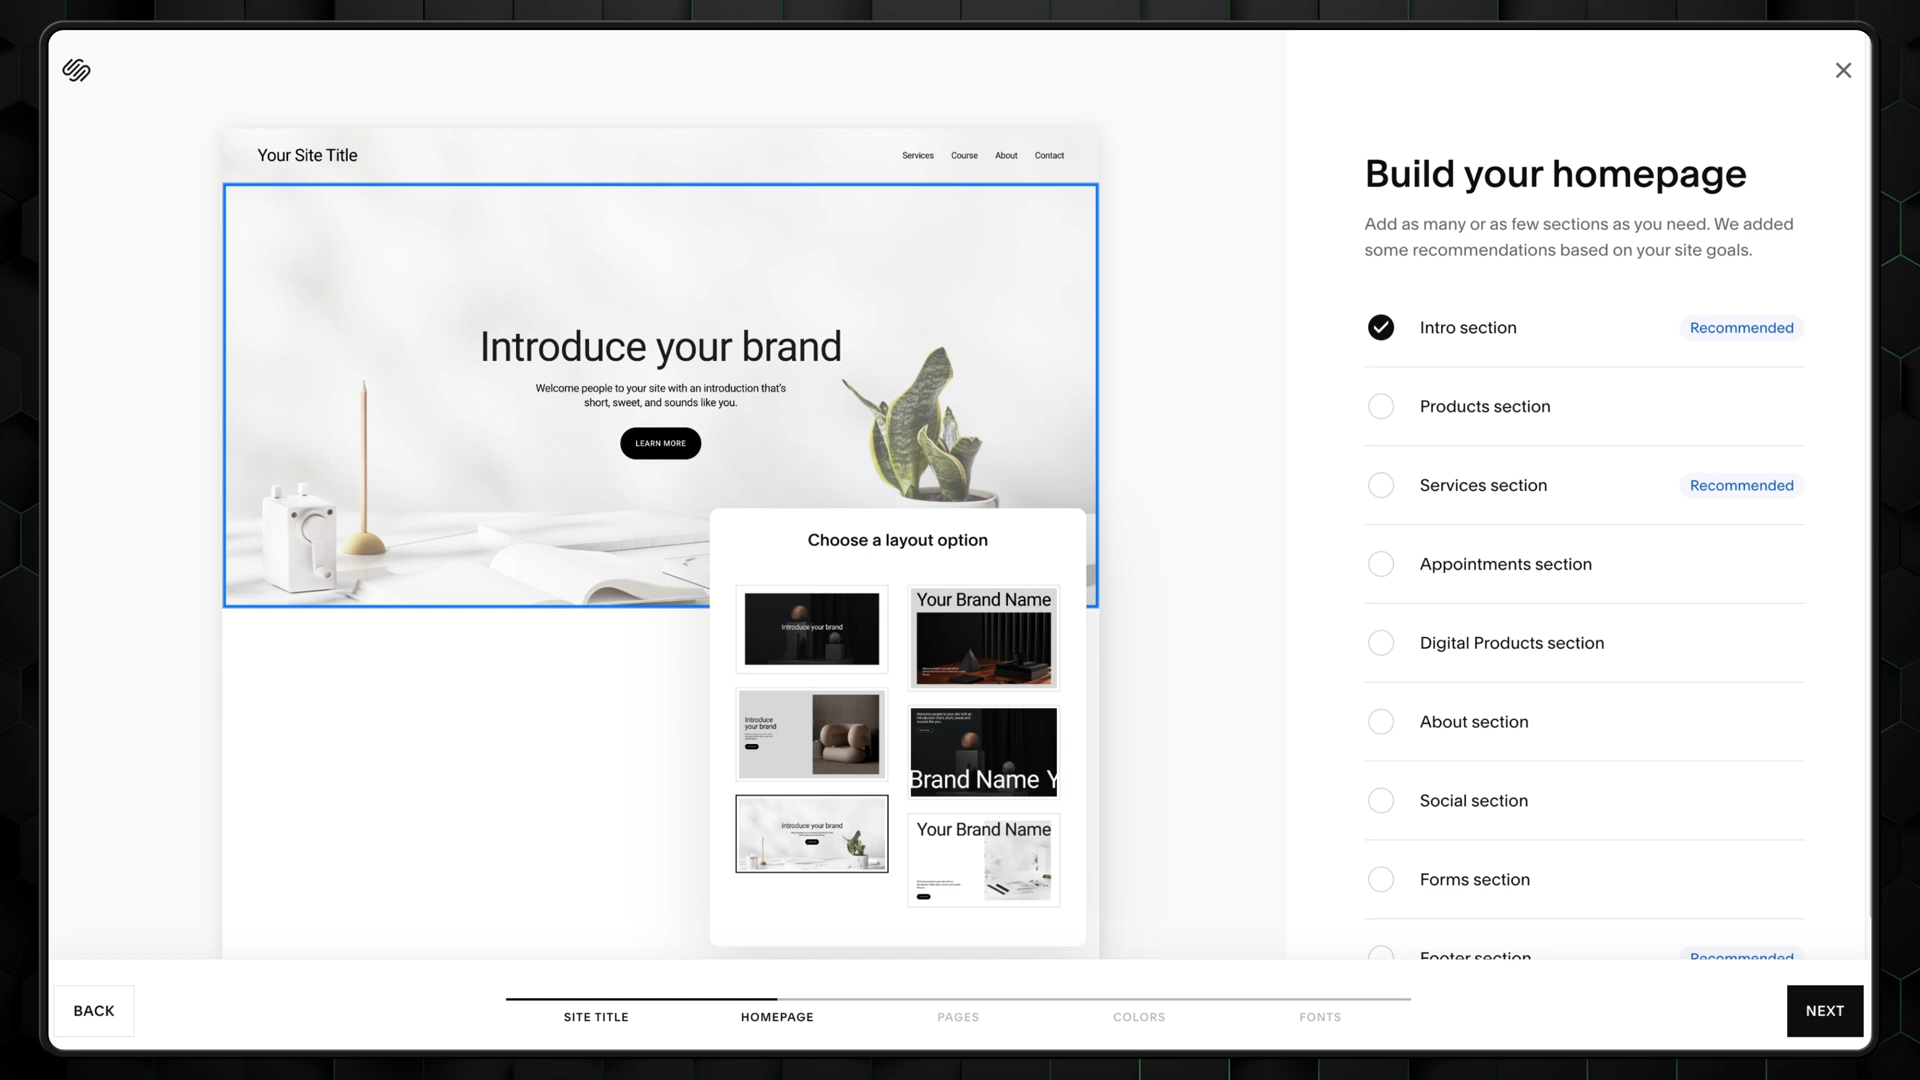 Your Site Title
Services Course About Contact
Introduce your brand
Welcome people to your site with an introduction that's
short, sweet, and sounds like you.
LEARN MORE
Choose a layout option
Introduce your brand
Your Brand Name
Introduce
your brand
Brand Name Y
Introduce your brand
Your Brand Name
Build your homepage
Add as many or as few sections as you need. We added
some recommendations based on your site goals.
Intro section Recommended
Products section
Services section Recommended
Appointments section
Digital Products section
About section
Social section
Forms section
Footer section Recommended
BACK
SITE TITLE HOMEPAGE PAGES COLORS FONTS
NEXT